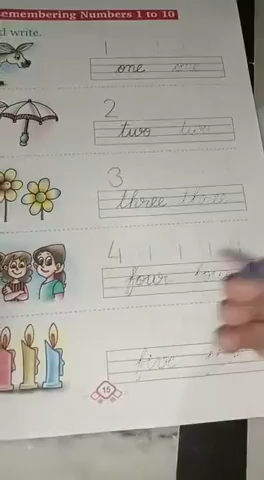 emembering Numbers 1 to 10
d write.
1
one one
2
two two
3
three three
4
four four
five
15